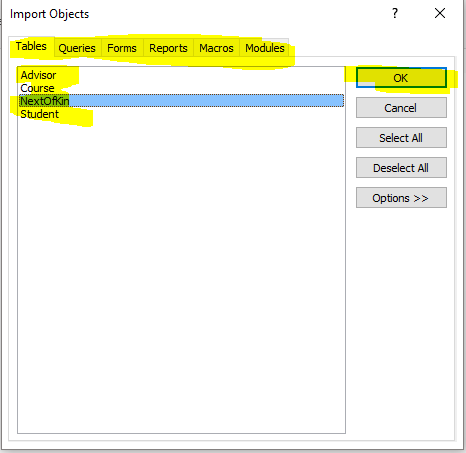 Import Objects
?
Tables Queries Forms Reports Macros Modules
Advisor
Course
NextOfKin
Student
OK
Cancel
Select All
Deselect All
Options >>